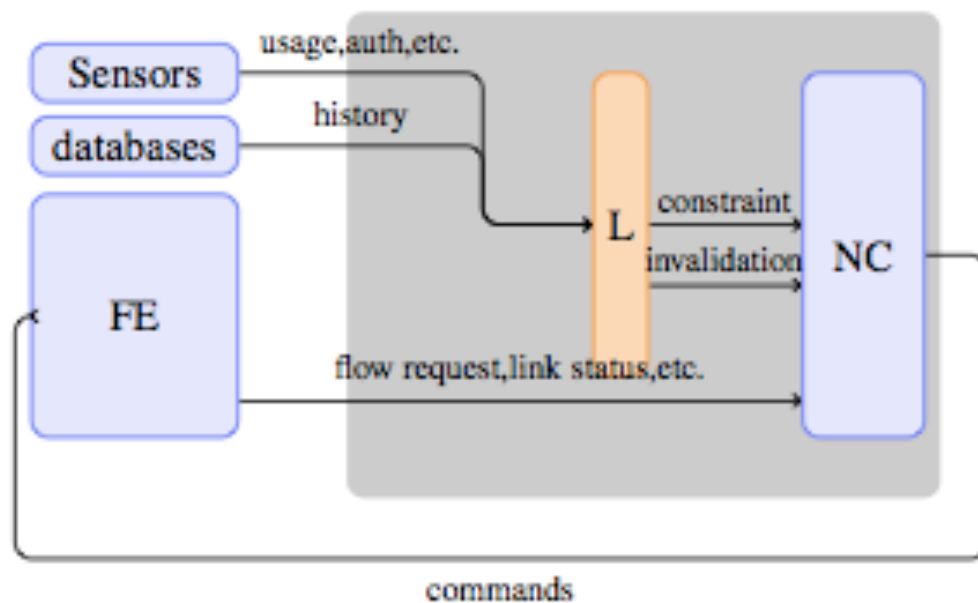 usage,auth,etc.
Sensors
history
databases
L
constraint
invalidation
NC
FE
flow request,link status,etc.
commands